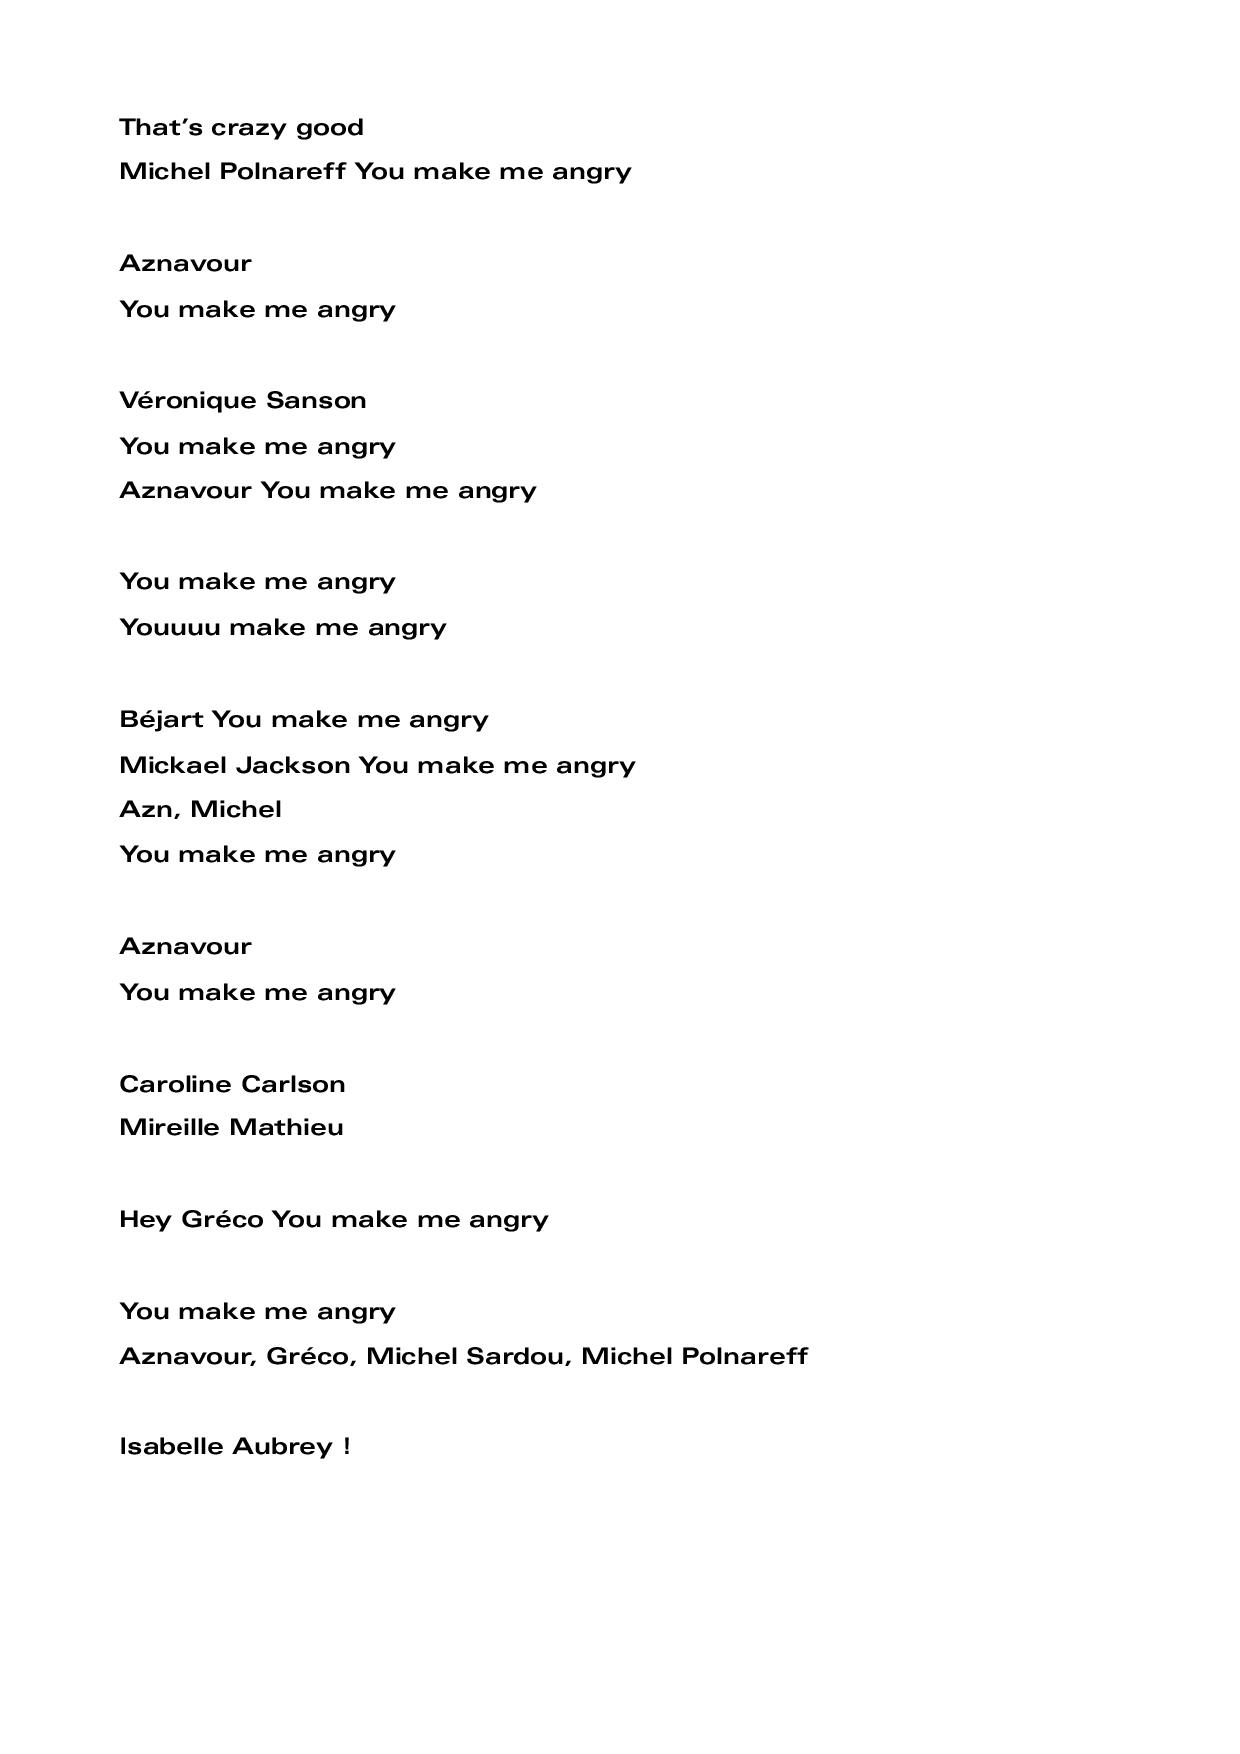 That’s crazy good
Michel Polnareff You make me angry
Aznavour
You make me angry
Véronique Sanson
You make me angry
Aznavour You make me angry
You make me angry
Youuuu make me angry
Béjart You make me angry
Mickael Jackson You make me angry
Azn, Michel
You make me angry
Aznavour
You make me angry
Caroline Carlson
Mireille Mathieu
Hey Gréco You make me angry
You make me angry
Aznavour, Gréco, Michel Sardou, Michel Polnareff
Isabelle Aubrey !